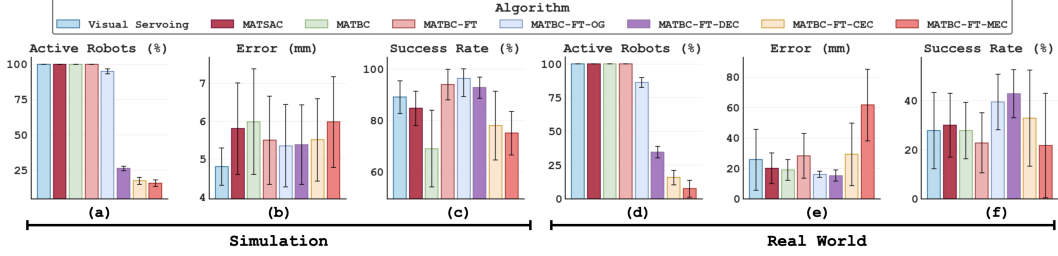 Algorithm
Visual Servoing MATSAC MATBC MATBC-FT MATBC-FT-OG MATBC-FT-DEC MATBC-FT-CEC MATBC-FT-MEC
Active Robots (%) Error (mm) Success Rate (%) Active Robots (%) Error (mm) Success Rate (%)
100
75
50
25
(a)
7
6
5
4
(b)
100
80
60
(c)
100
75
50
25
0
(d)
80
60
40
20
0
(e)
40
20
0
(f)
Simulation Real World